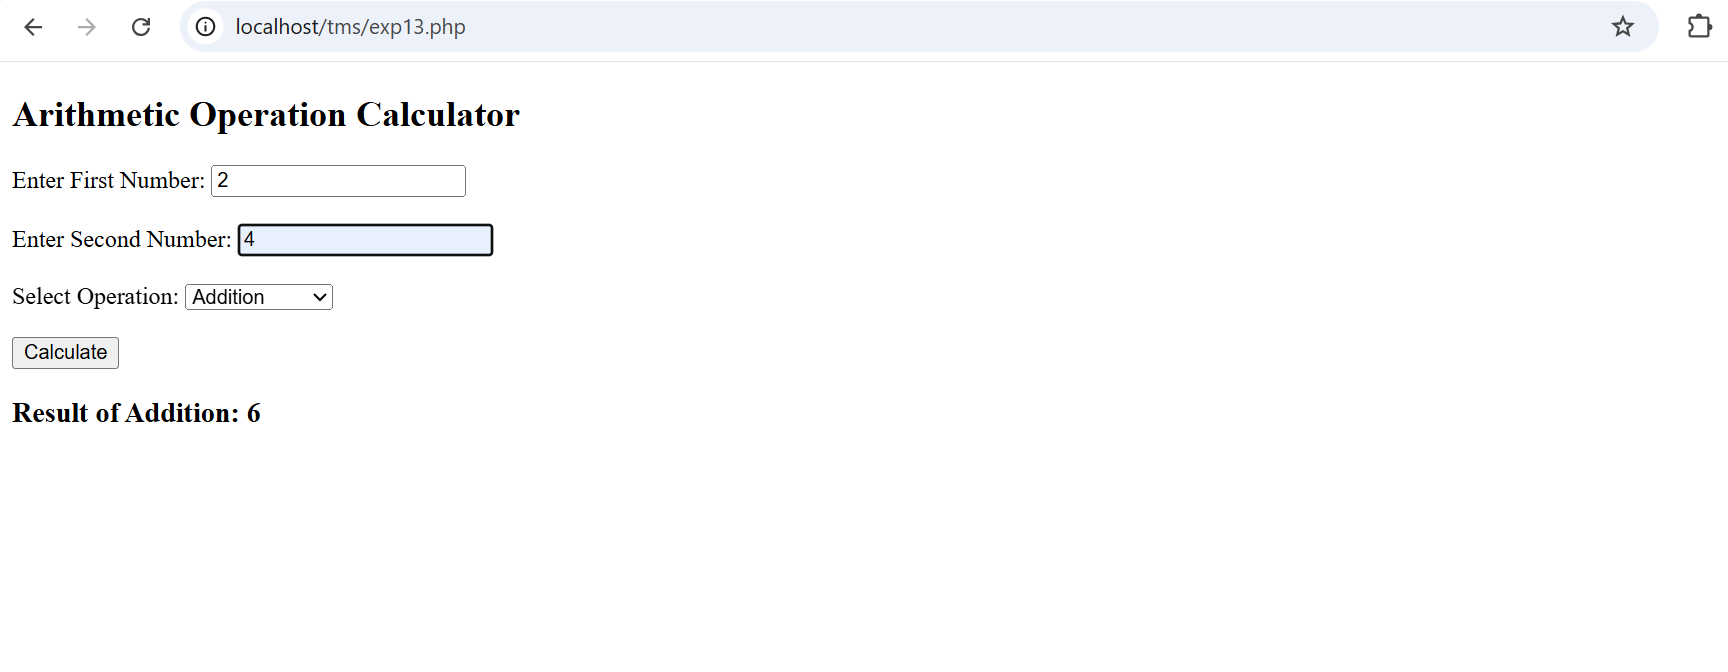 localhost/tms/exp13.php
Arithmetic Operation Calculator
Enter First Number: 2
Enter Second Number: 4
Select Operation: Addition
Calculate
Result of Addition: 6